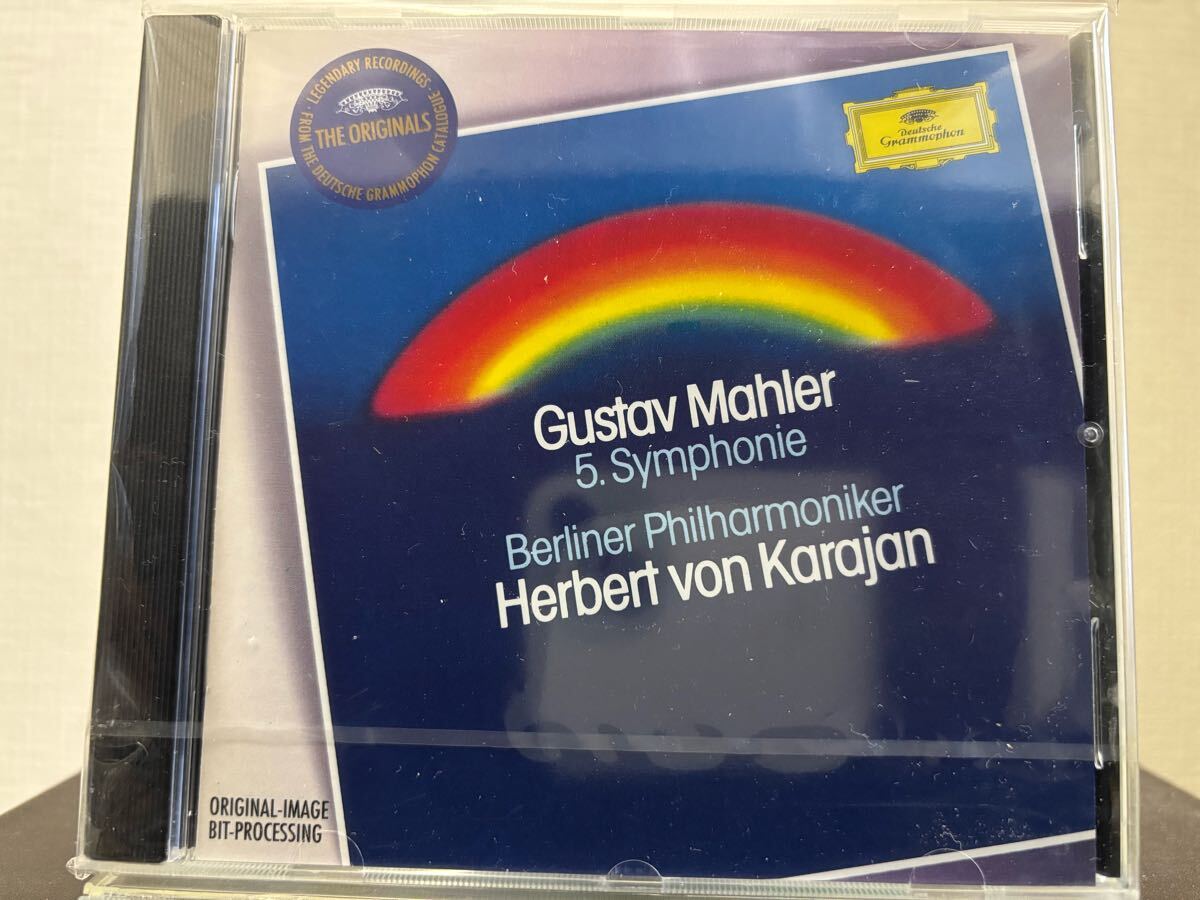 LEGENDARY RECORDINGS
THE ORIGINALS
FROM THE DEUTSCHE GRAMMOPHON CATALOGUE
Deutsche
Grammophon
Gustav Mahler
5. Symphonie
Berliner Philharmoniker
Herbert von Karajan
ORIGINAL-IMAGE
BIT-PROCESSING